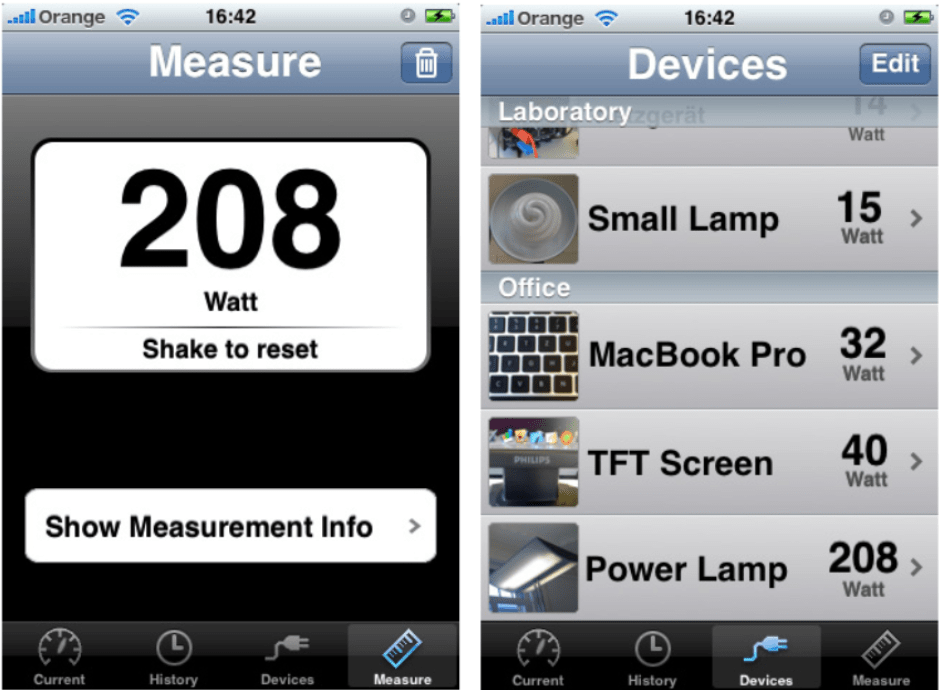 Orange 16:42
Measure
208
Watt
Shake to reset
Show Measurement Info
Current History Devices Measure
Orange 16:42
Devices Edit
Laboratory
14
Watt
Small Lamp 15
Watt
Office
MacBook Pro 32
Watt
PHILIPS
TFT Screen 40
Watt
Power Lamp 208
Watt
Current History Devices Measure